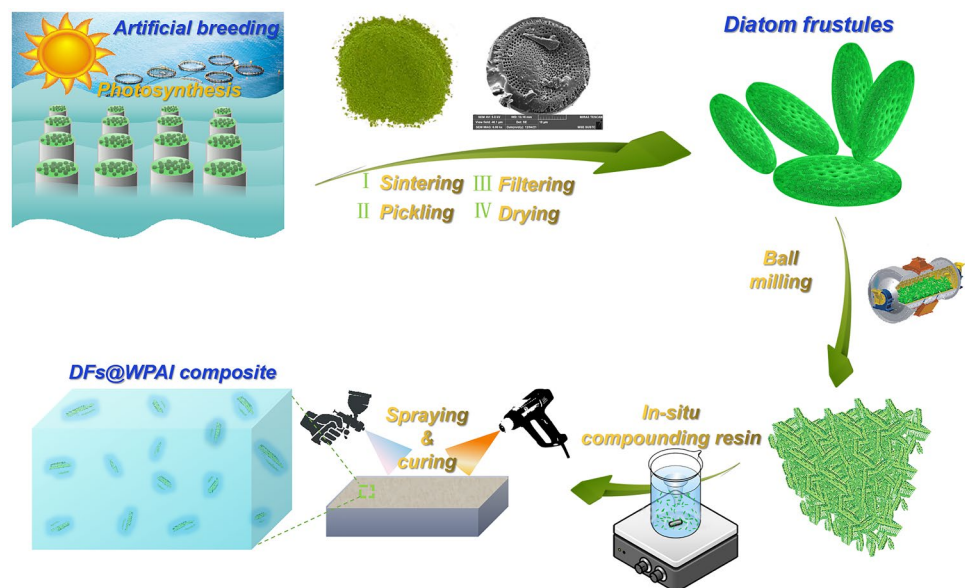 Artificial breeding
Photosynthesis
Diatom frustules
I Sintering III Filtering
II Pickling IV Drying
Ball
milling
DFs@WPAI composite
Spraying
&
curing
In-situ
compounding resin